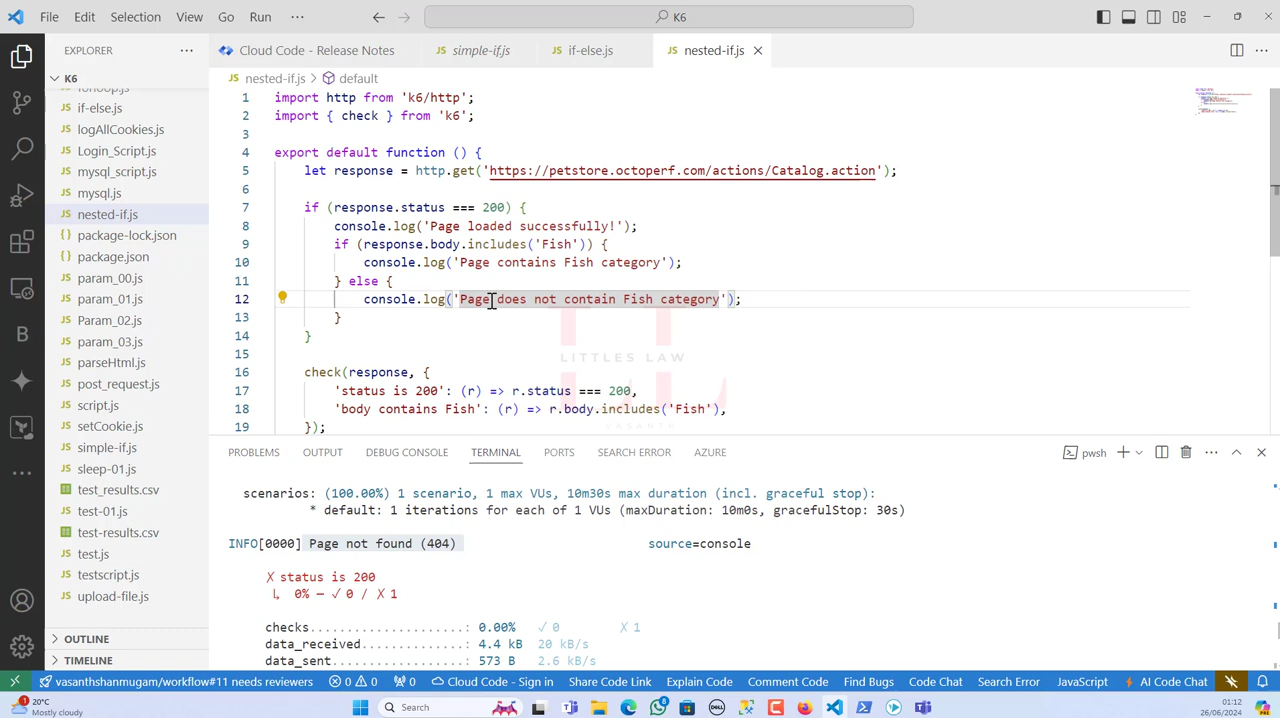 File Edit Selection View Go Run ··· K6
EXPLORER ···
Cloud Code - Release Notes
simple-if.js
if-else.js
nested-if.js
K6
nested-if.js > default
forloop.js
if-else.js
logAllCookies.js
Login_Script.js
mysql_script.js
mysql.js
nested-if.js
package-lock.json
package.json
param_00.js
param_01.js
Param_02.js
param_03.js
parseHtml.js
post_request.js
script.js
setCookie.js
simple-if.js
sleep-01.js
test_results.csv
test-01.js
test-results.csv
test.js
testscript.js
upload-file.js
OUTLINE
TIMELINE
1 import http from 'k6/http';
2 import { check } from 'k6';
3
4 export default function () {
5 let response = http.get('https://petstore.octoperf.com/actions/Catalog.action');
6
7 if (response.status === 200) {
8 console.log('Page loaded successfully!');
9 if (response.body.includes('Fish')) {
10 console.log('Page contains Fish category');
11 } else {
12 console.log('Page does not contain Fish category');
13 }
14 }
15
16 check(response, {
17 'status is 200': (r) => r.status === 200,
18 'body contains Fish': (r) => r.body.includes('Fish'),
19 });
LITTLES LAW
VASANTH
PROBLEMS OUTPUT DEBUG CONSOLE TERMINAL PORTS SEARCH ERROR AZURE
pwsh
scenarios: (100.00%) 1 scenario, 1 max VUs, 10m30s max duration (incl. graceful stop):
* default: 1 iterations for each of 1 VUs (maxDuration: 10m0s, gracefulStop: 30s)
INFO[0000] Page not found (404) source=console
✗ status is 200
↳ 0% — ✓ 0 / ✗ 1
checks.....................: 0.00% ✓ 0 ✗ 1
data_received..............: 4.4 kB 20 kB/s
data_sent..................: 573 B 2.6 kB/s
vasanthshanmugam/workflow#11 needs reviewers 0 0 0 Cloud Code - Sign in Share Code Link Explain Code Comment Code Find Bugs Code Chat Search Error JavaScript AI Code Chat
20°C
Mostly cloudy
Search
01:12
26/06/2024